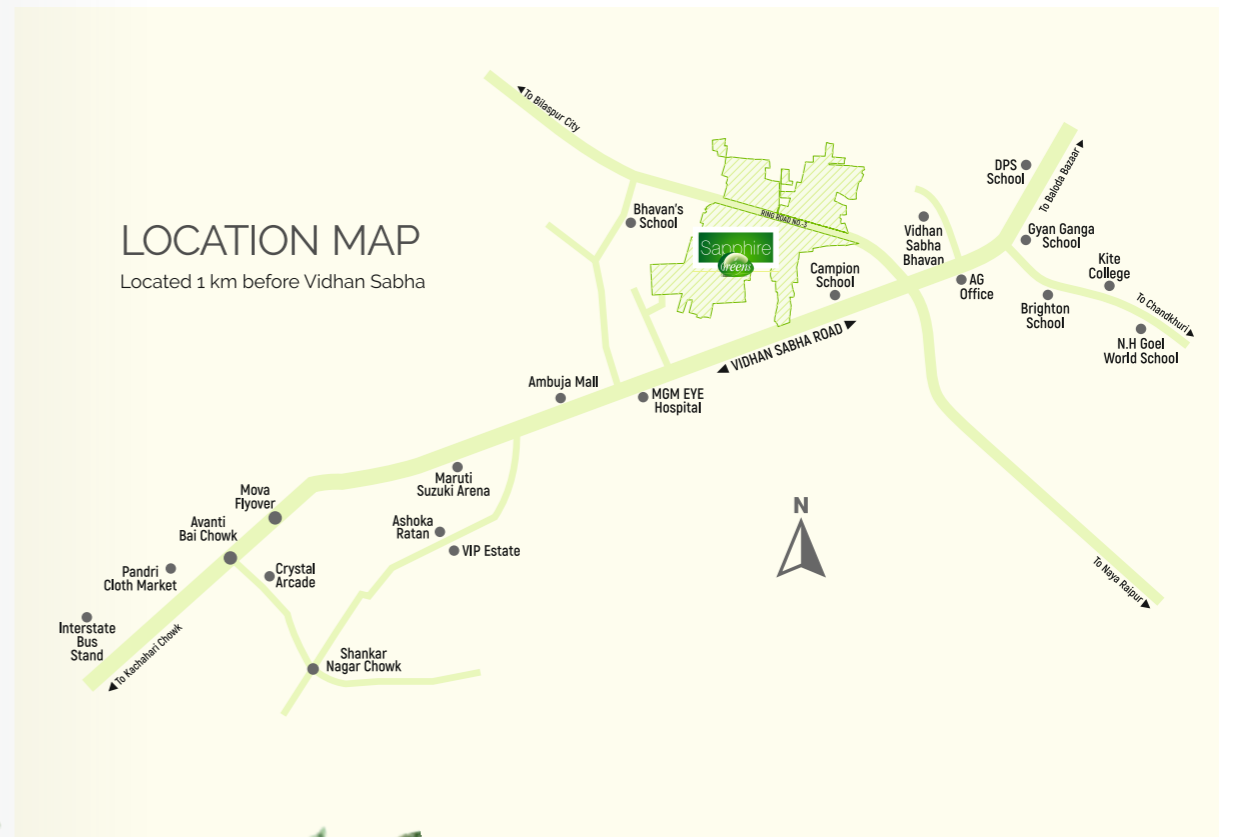 LOCATION MAP
Located 1 km before Vidhan Sabha
To Bilaspur City
Bhavan's
School
RING ROAD NO.-3
Sapphire
Greens
Campion
School
Vidhan
Sabha
Bhavan
DPS
School
To Baloda Bazaar
Gyan Ganga
School
AG
Office
Kite
College
Brighton
School
To Chandkhuri
N.H Goel
World School
VIDHAN SABHA ROAD
Ambuja Mall
MGM EYE
Hospital
Maruti
Suzuki Arena
Mova
Flyover
Avanti
Bai Chowk
Ashoka
Ratan
VIP Estate
Pandri
Cloth Market
Crystal
Arcade
Interstate
Bus
Stand
To Kachahari Chowk
Shankar
Nagar Chowk
N
To Naya Raipur